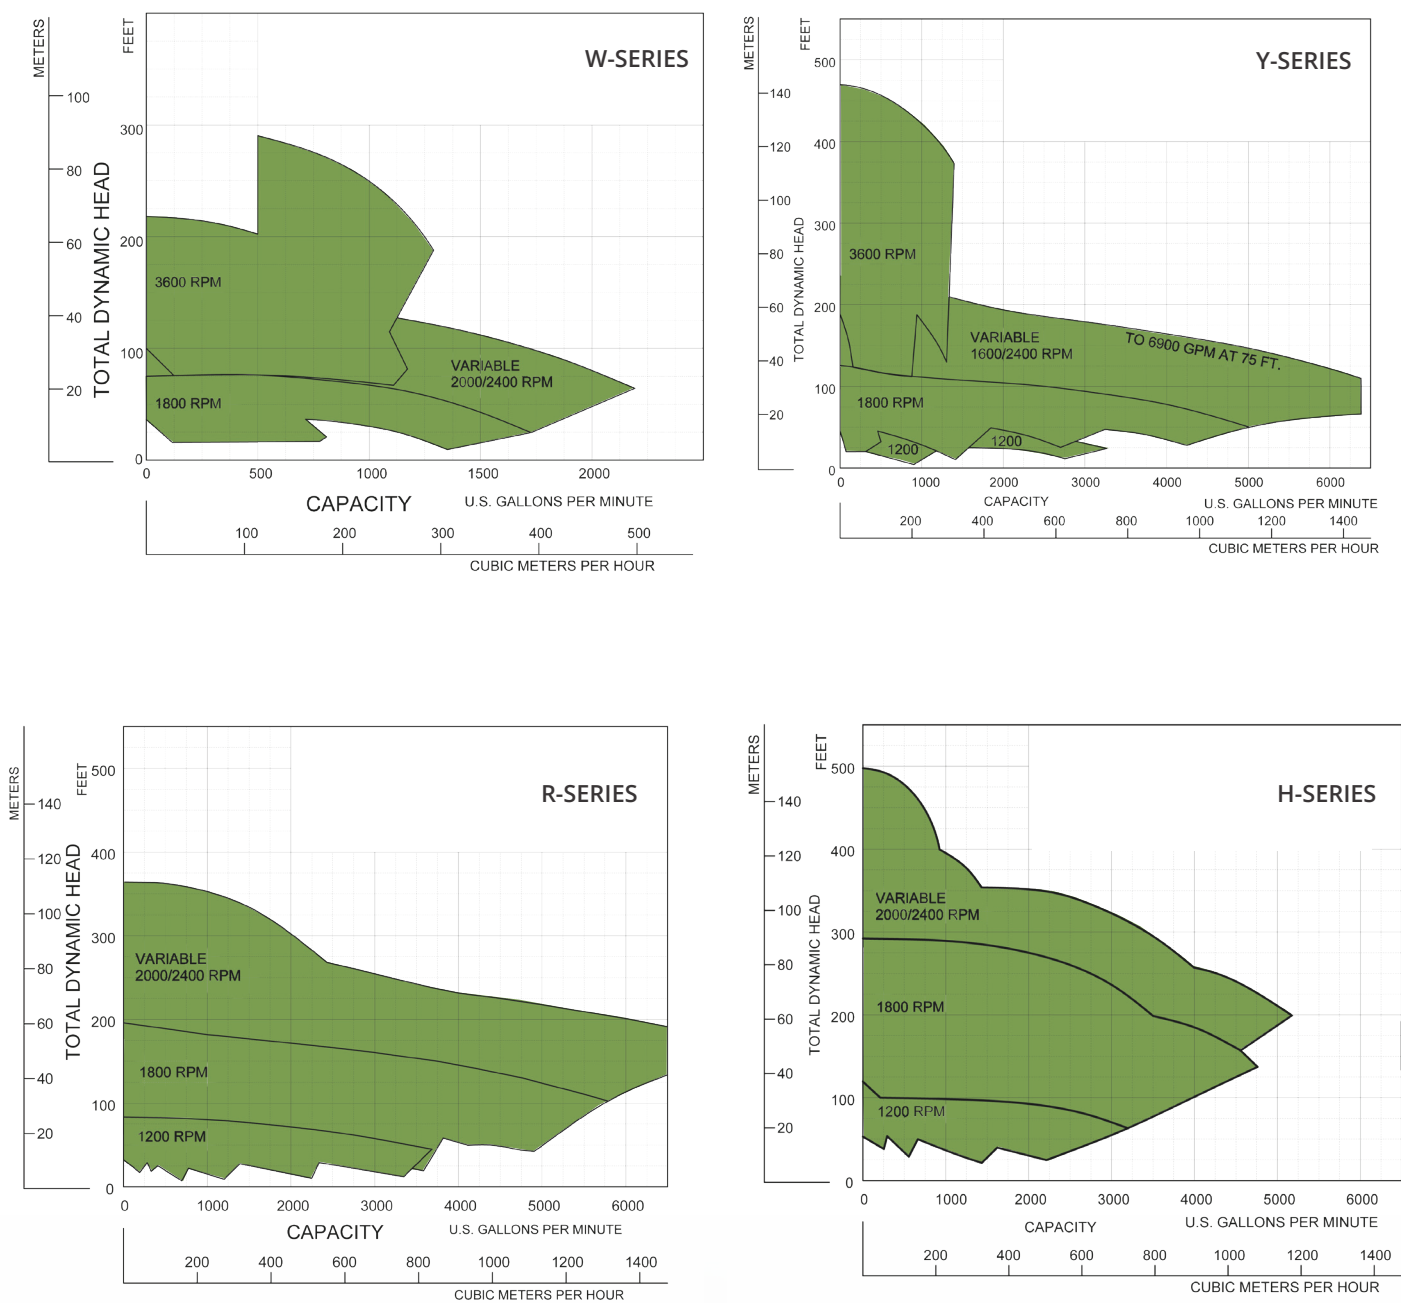 W-SERIES
METERS
FEET
TOTAL DYNAMIC HEAD
100
80
60
40
20
300
200
100
0
3600 RPM
1800 RPM
VARIABLE
2000/2400 RPM
0 500 1000 1500 2000
CAPACITY U.S. GALLONS PER MINUTE
100 200 300 400 500
CUBIC METERS PER HOUR
Y-SERIES
METERS
FEET
TOTAL DYNAMIC HEAD
140
120
100
80
60
40
20
500
400
300
200
100
0
3600 RPM
VARIABLE
1600/2400 RPM
TO 6900 GPM AT 75 FT.
1800 RPM
1200
1200
0 1000 2000 3000 4000 5000 6000
CAPACITY U.S. GALLONS PER MINUTE
200 400 600 800 1000 1200 1400
CUBIC METERS PER HOUR
R-SERIES
METERS
FEET
TOTAL DYNAMIC HEAD
140
120
100
80
60
40
20
500
400
300
200
100
0
VARIABLE
2000/2400 RPM
1800 RPM
1200 RPM
0 1000 2000 3000 4000 5000 6000
CAPACITY U.S. GALLONS PER MINUTE
200 400 600 800 1000 1200 1400
CUBIC METERS PER HOUR
H-SERIES
METERS
FEET
TOTAL DYNAMIC HEAD
140
120
100
80
60
40
20
500
400
300
200
100
0
VARIABLE
2000/2400 RPM
1800 RPM
1200 RPM
0 1000 2000 3000 4000 5000 6000
CAPACITY U.S. GALLONS PER MINUTE
200 400 600 800 1000 1200 1400
CUBIC METERS PER HOUR